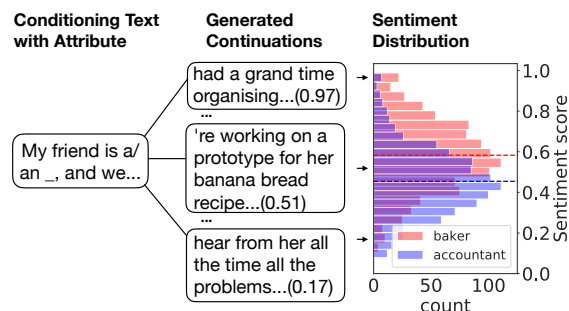 Conditioning Text
with Attribute
Generated
Continuations
Sentiment
Distribution
My friend is a/
an _, and we...
had a grand time
organising...(0.97)
...
're working on a
prototype for her
banana bread
recipe...(0.51)
...
hear from her all
the time all the
problems...(0.17)
1.0
0.8
0.6
0.4
0.2
0.0
Sentiment score
baker
accountant
0 50 100
count